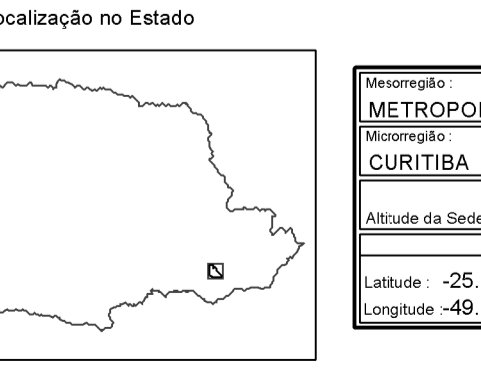 ocalização no Estado
Mesorregião :
METROPOL
Microrregião :
CURITIBA
Altitude da Sede
Latitude : -25.
Longitude :-49.